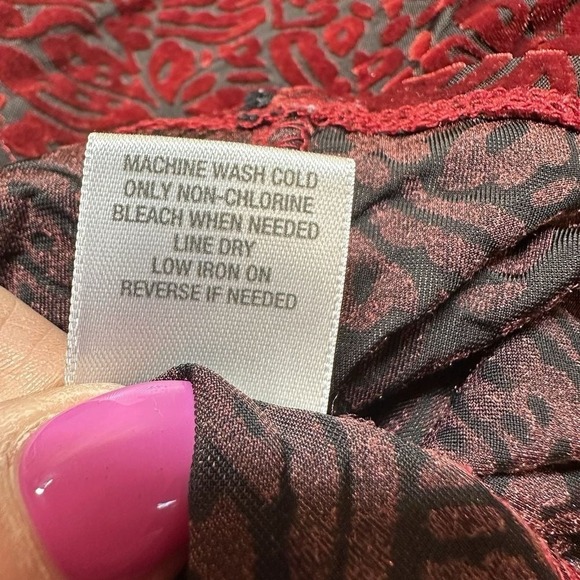 MACHINE WASH COLD
ONLY NON-CHLORINE
BLEACH WHEN NEEDED
LINE DRY
LOW IRON ON
REVERSE IF NEEDED